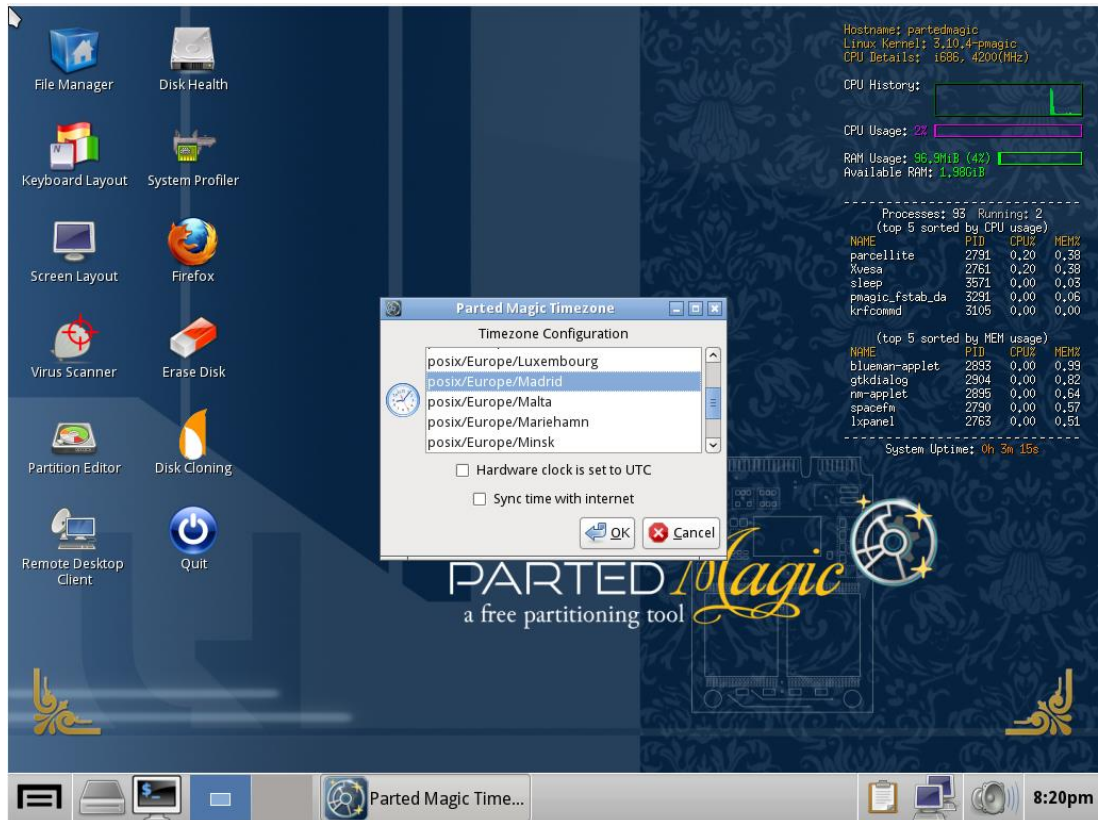 File Manager
Disk Health
Keyboard Layout
System Profiler
Screen Layout
Firefox
Virus Scanner
Erase Disk
Partition Editor
Disk Cloning
Remote Desktop
Client
Quit
Hostname: partedmagic
Linux Kernel: 3.10.4-pmagic
CPU Details: i686, 4200(MHz)
CPU History:
CPU Usage: 2%
RAM Usage: 96.9MiB (4%)
Available RAM: 1.98GiB
Processes: 93 Running: 2
(top 5 sorted by CPU usage)
NAME PID CPU% MEM%
parcellite 2791 0.20 0.38
Xvesa 2761 0.20 0.38
sleep 3571 0.00 0.03
pmagic_fstab_da 3291 0.00 0.06
krfcommd 3105 0.00 0.00
(top 5 sorted by MEM usage)
NAME PID CPU% MEM%
blueman-applet 2893 0.00 0.99
gtkdialog 2904 0.00 0.82
nm-applet 2895 0.00 0.64
spacefm 2790 0.00 0.57
lxpanel 2763 0.00 0.51
System Uptime: 0h 3m 15s
Parted Magic Timezone
Timezone Configuration
posix/Europe/Luxembourg
posix/Europe/Madrid
posix/Europe/Malta
posix/Europe/Mariehamn
posix/Europe/Minsk
Hardware clock is set to UTC
Sync time with internet
OK
Cancel
PARTED Magic
a free partitioning tool
Parted Magic Time...
8:20pm